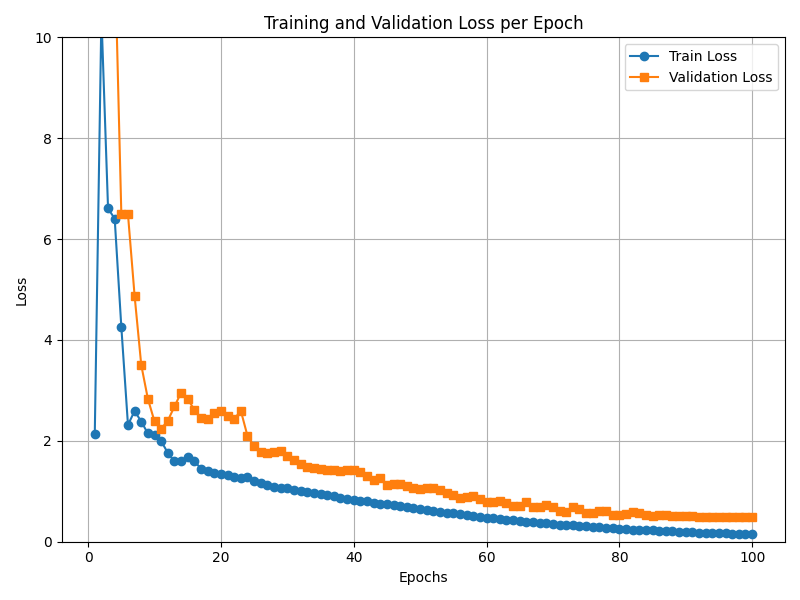 Training and Validation Loss per Epoch
Train Loss
Validation Loss
Loss
10
8
6
4
2
0
0 20 40 60 80 100
Epochs